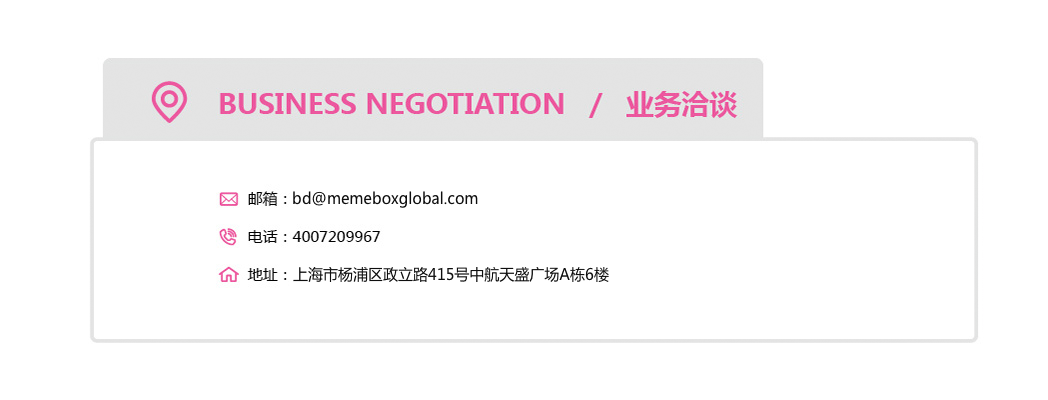 BUSINESS NEGOTIATION / 业务洽谈
邮箱：bd@memeboxglobal.com
电话：4007209967
地址：上海市杨浦区政立路415号中航天盛广场A栋6楼